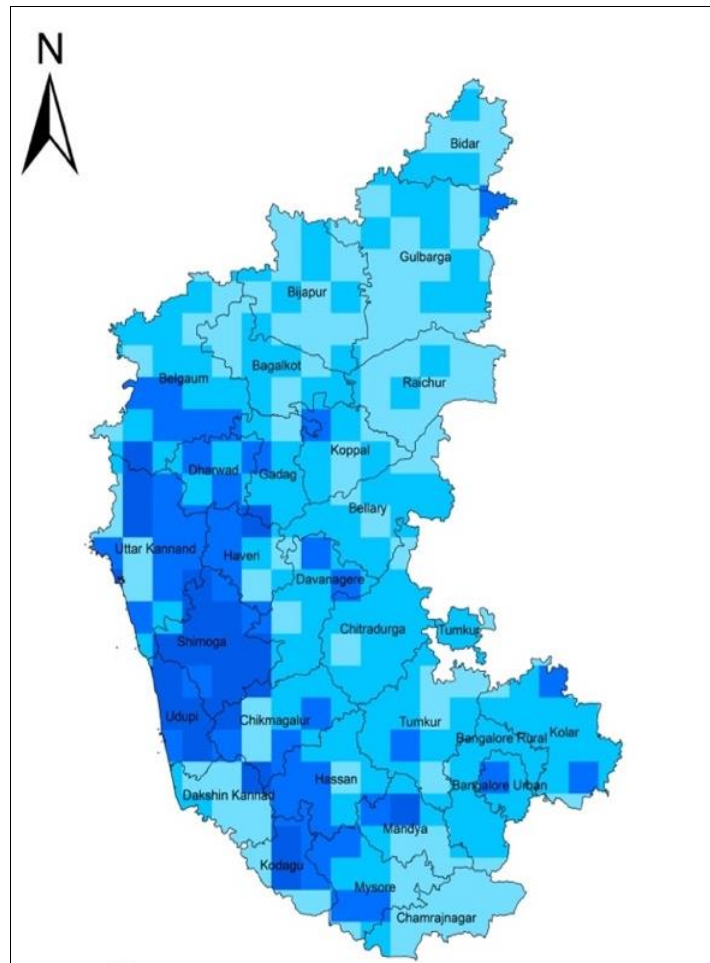 N
Bidar
Gulbarga
Bijapur
Bagalkot
Belgaum
Raichur
Koppal
Dharwad
Gadag
Bellary
Uttar Kannand
Haveri
Davanagere
Chitradurga
Tumkur
Shimoga
Udupi
Chikmagalur
Tumkur
Bangalore Rural
Kolar
Hassan
Bangalore Urban
Dakshin Kannad
Mandya
Kodagu
Mysore
Chamrajnagar